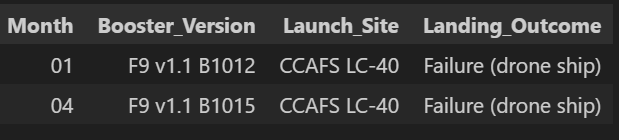 Month Booster_Version Launch_Site Landing_Outcome
01 F9 v1.1 B1012 CCAFS LC-40 Failure (drone ship)
04 F9 v1.1 B1015 CCAFS LC-40 Failure (drone ship)